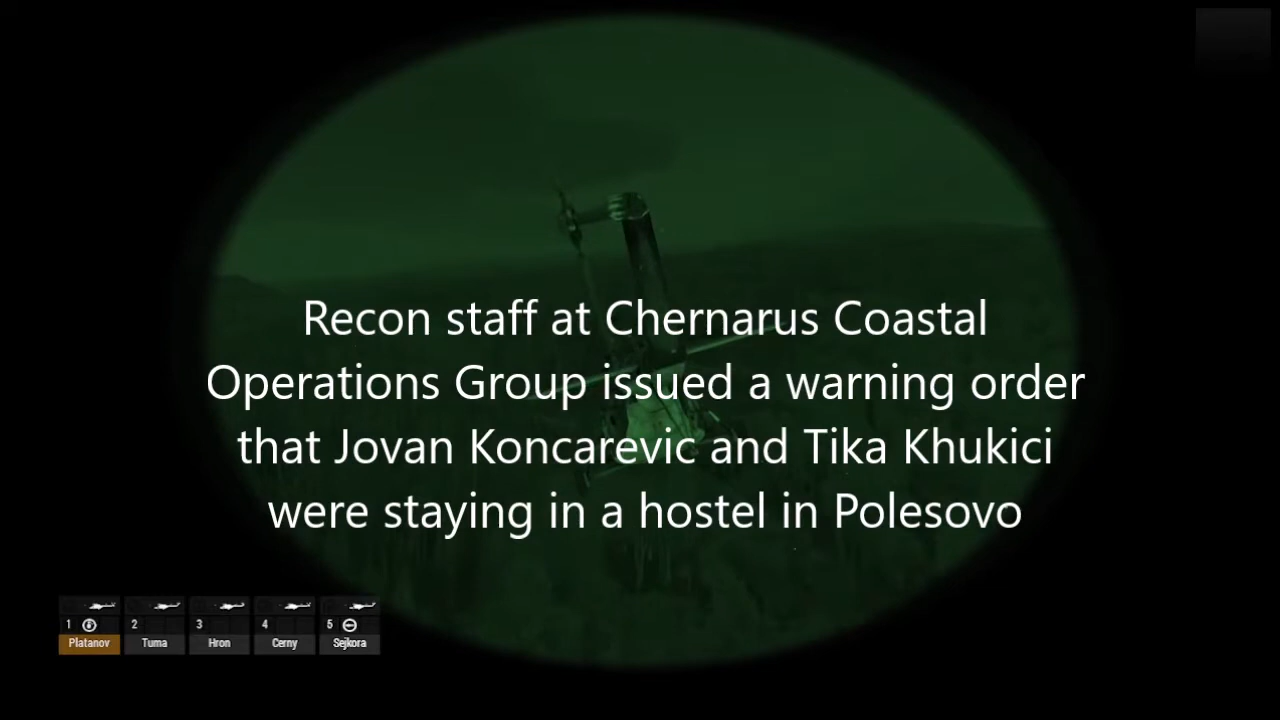 Recon staff at Chernarus Coastal
Operations Group issued a warning order
that Jovan Koncarevic and Tika Khukici
were staying in a hostel in Polesovo
1 2 3 4 5
Platanov Tuma Hron Cerny Sejkora